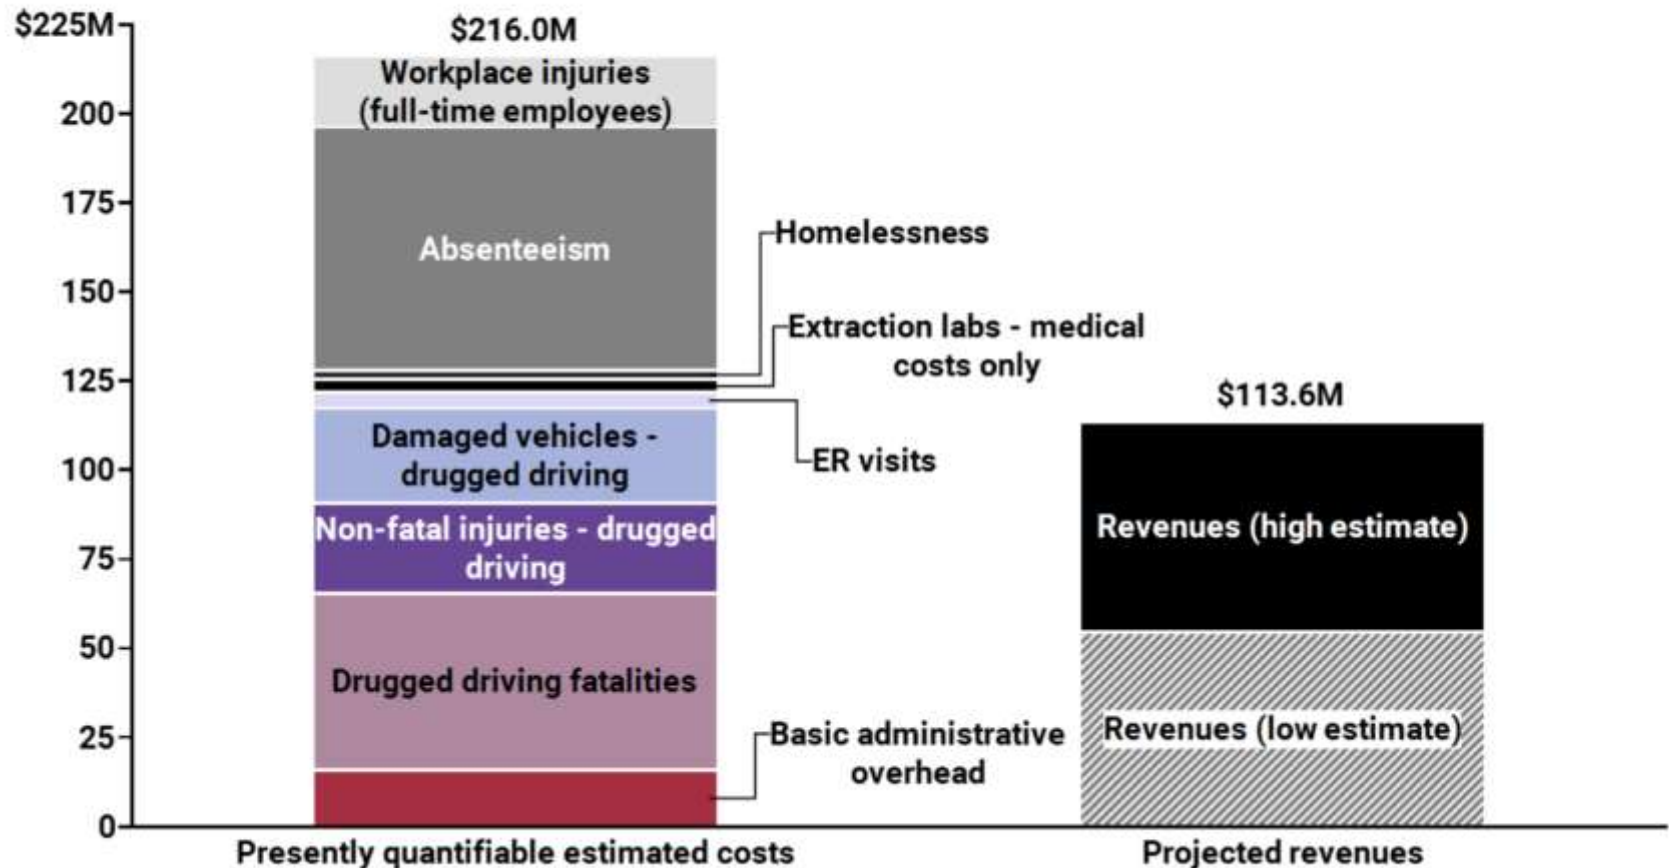 $225M
200
175
150
125
100
75
50
25
0
$216.0M
Workplace injuries
(full-time employees)
Absenteeism
Homelessness
Extraction labs - medical
costs only
ER visits
Damaged vehicles -
drugged driving
Non-fatal injuries - drugged
driving
Drugged driving fatalities
Basic administrative
overhead
Presently quantifiable estimated costs
$113.6M
Revenues (high estimate)
Revenues (low estimate)
Projected revenues